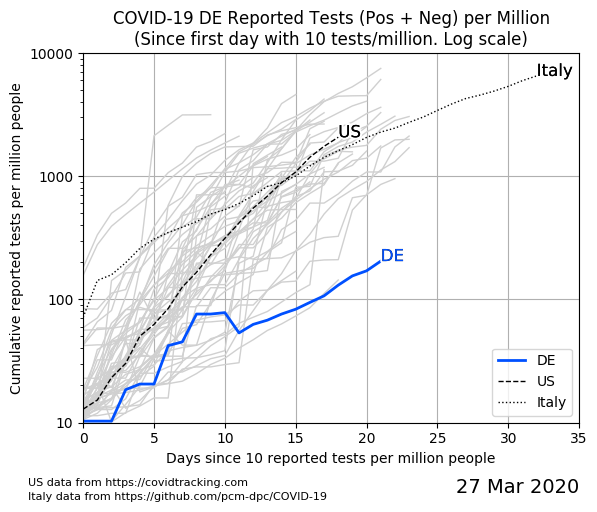 COVID-19 DE Reported Tests (Pos + Neg) per Million
(Since first day with 10 tests/million. Log scale)
Cumulative reported tests per million people
10000
1000
100
10
Italy
US
DE
DE
US
Italy
0 5 10 15 20 25 30 35
Days since 10 reported tests per million people
US data from https://covidtracking.com
Italy data from https://github.com/pcm-dpc/COVID-19
27 Mar 2020